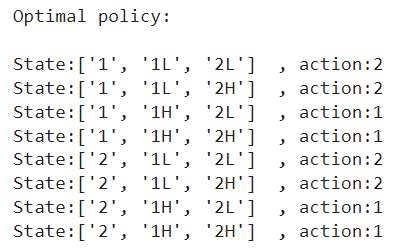 Optimal policy:
State:['1', '1L', '2L']  , action:2
State:['1', '1L', '2H']  , action:2
State:['1', '1H', '2L']  , action:1
State:['1', '1H', '2H']  , action:1
State:['2', '1L', '2L']  , action:2
State:['2', '1L', '2H']  , action:2
State:['2', '1H', '2L']  , action:1
State:['2', '1H', '2H']  , action:1